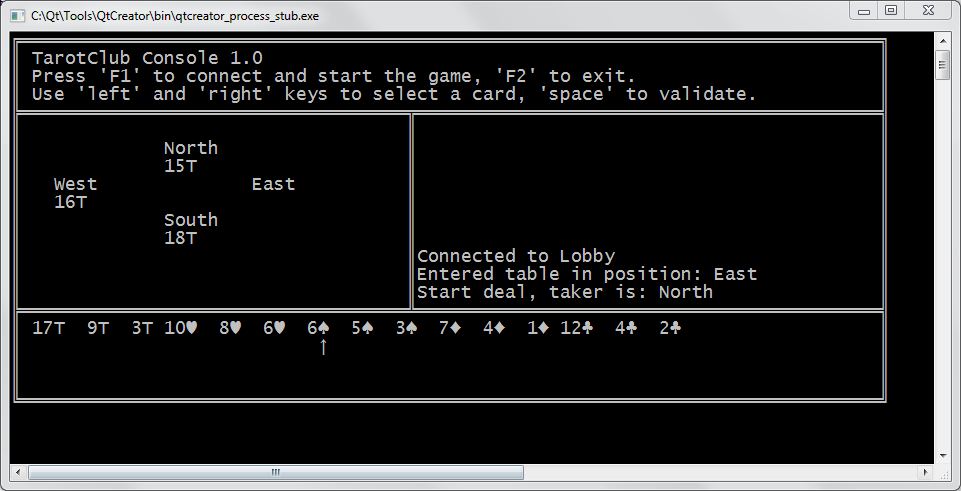 C:\Qt\Tools\QtCreator\bin\qtcreator_process_stub.exe
TarotClub Console 1.0
Press 'F1' to connect and start the game, 'F2' to exit.
Use 'left' and 'right' keys to select a card, 'space' to validate.
North
15T
West East
16T
South
18T
Connected to Lobby
Entered table in position: East
Start deal, taker is: North
17T 9T 3T 10♥ 8♥ 6♥ 6♠ 5♠ 3♠ 7♦ 4♦ 1♦ 12♣ 4♣ 2♣
↑